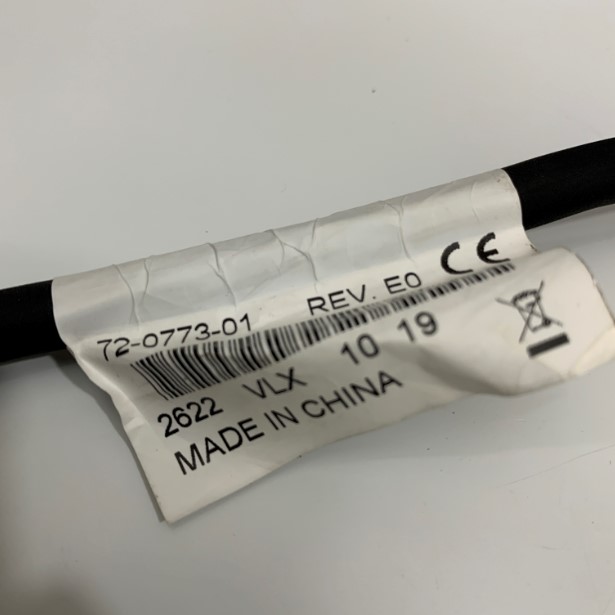 72-0773-01 REV. E0 CE
2622 VLX 10 19
MADE IN CHINA